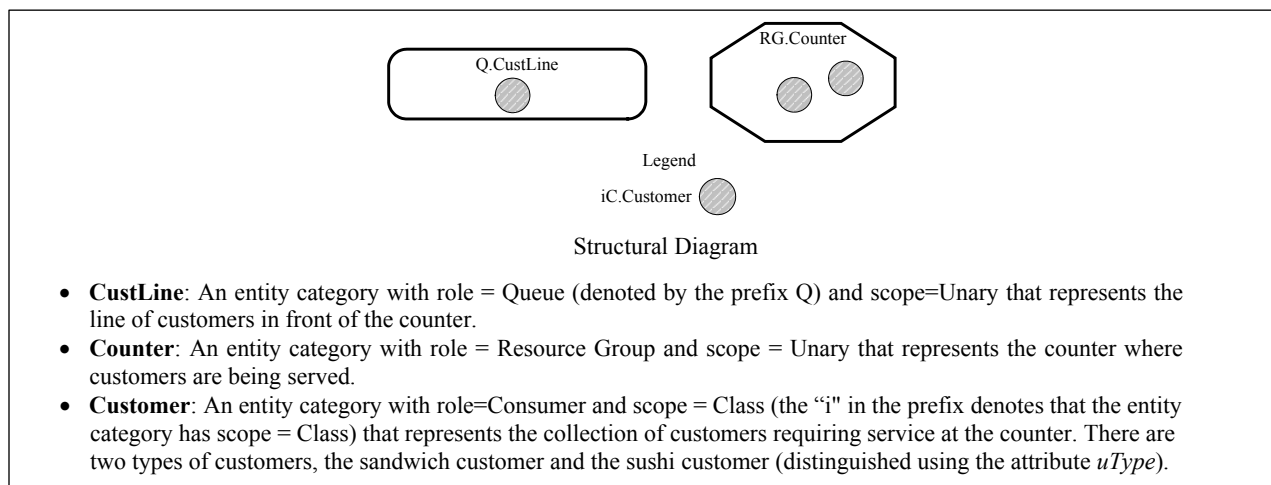 Q.CustLine
RG.Counter
Legend
iC.Customer
Structural Diagram
• CustLine: An entity category with role = Queue (denoted by the prefix Q) and scope=Unary that represents the
line of customers in front of the counter.
• Counter: An entity category with role = Resource Group and scope = Unary that represents the counter where
customers are being served.
• Customer: An entity category with role=Consumer and scope = Class (the “i" in the prefix denotes that the entity
category has scope = Class) that represents the collection of customers requiring service at the counter. There are
two types of customers, the sandwich customer and the sushi customer (distinguished using the attribute uType).